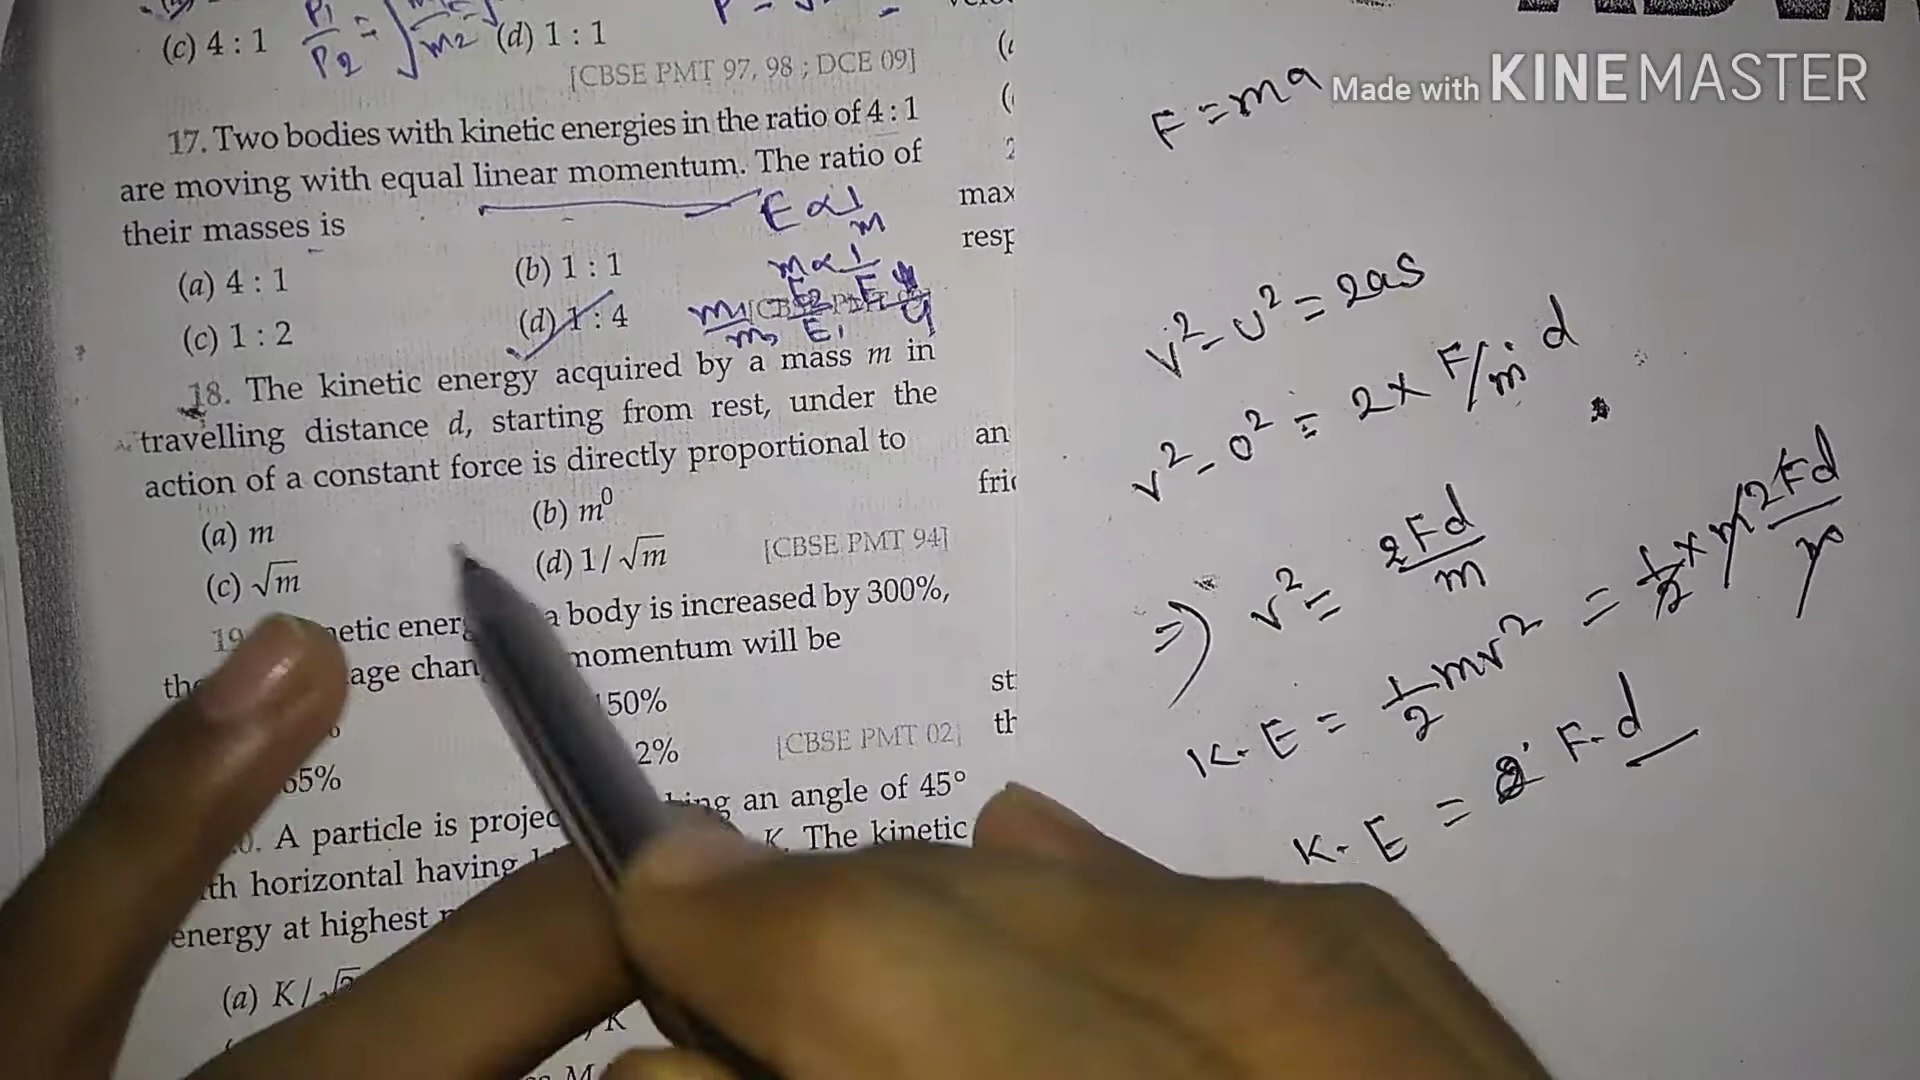 (c) 4 : 1
(d) 1 : 1
[CBSE PMT 97, 98 ; DCE 09]
17. Two bodies with kinetic energies in the ratio of 4 : 1
are moving with equal linear momentum. The ratio of
their masses is
E ∝ 1/m
m ∝ 1/E
(a) 4 : 1
(b) 1 : 1
(c) 1 : 2
(d) 1 : 4
18. The kinetic energy acquired by a mass m in
travelling distance d, starting from rest, under the
action of a constant force is directly proportional to
(a) m
(b) m⁰
(c) √m
(d) 1/√m
[CBSE PMT 94]
19. a body is increased by 300%,
momentum will be
50%
2%
[CBSE PMT 02]
65%
A particle is an angle of 45°
horizontal having K. The kinetic
energy at highest
(a) K/
K
max
an
Made with KINEMASTER
F = ma
v² - u² = 2as
v² - 0² = 2 × F/m d
⇒ v² = 2Fd/m
K.E = 1/2 mv² = 1/2 × m 2Fd/m
K.E = F.d